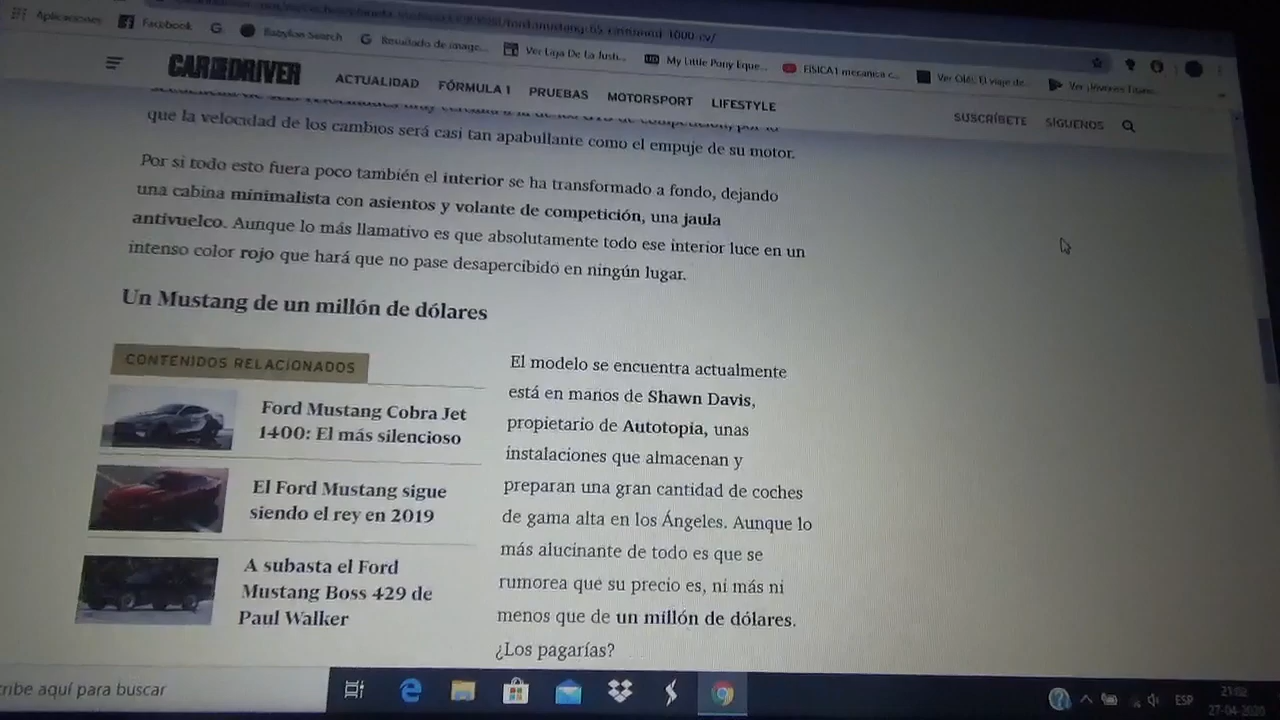 Aplicaciones Facebook Babylon Search Resultado de image... Ver Liga De La Justi... My Little Pony Eque... FÍSICA1 mecanica c... Ver Olé!, El viaje de... Ver ¡Jóvenes Titane...
CAR AND DRIVER ACTUALIDAD FÓRMULA 1 PRUEBAS MOTORSPORT LIFESTYLE SUSCRÍBETE SÍGUENOS
que la velocidad de los cambios será casi tan apabullante como el empuje de su motor.
Por si todo esto fuera poco también el interior se ha transformado a fondo, dejando
una cabina minimalista con asientos y volante de competición, una jaula
antivuelco. Aunque lo más llamativo es que absolutamente todo ese interior luce en un
intenso color rojo que hará que no pase desapercibido en ningún lugar.
Un Mustang de un millón de dólares
CONTENIDOS RELACIONADOS
Ford Mustang Cobra Jet
1400: El más silencioso
El Ford Mustang sigue
siendo el rey en 2019
A subasta el Ford
Mustang Boss 429 de
Paul Walker
El modelo se encuentra actualmente
está en manos de Shawn Davis,
propietario de Autotopia, unas
instalaciones que almacenan y
preparan una gran cantidad de coches
de gama alta en los Ángeles. Aunque lo
más alucinante de todo es que se
rumorea que su precio es, ni más ni
menos que de un millón de dólares.
¿Los pagarías?
ribe aquí para buscar
ESP
21:02
27-04-2020